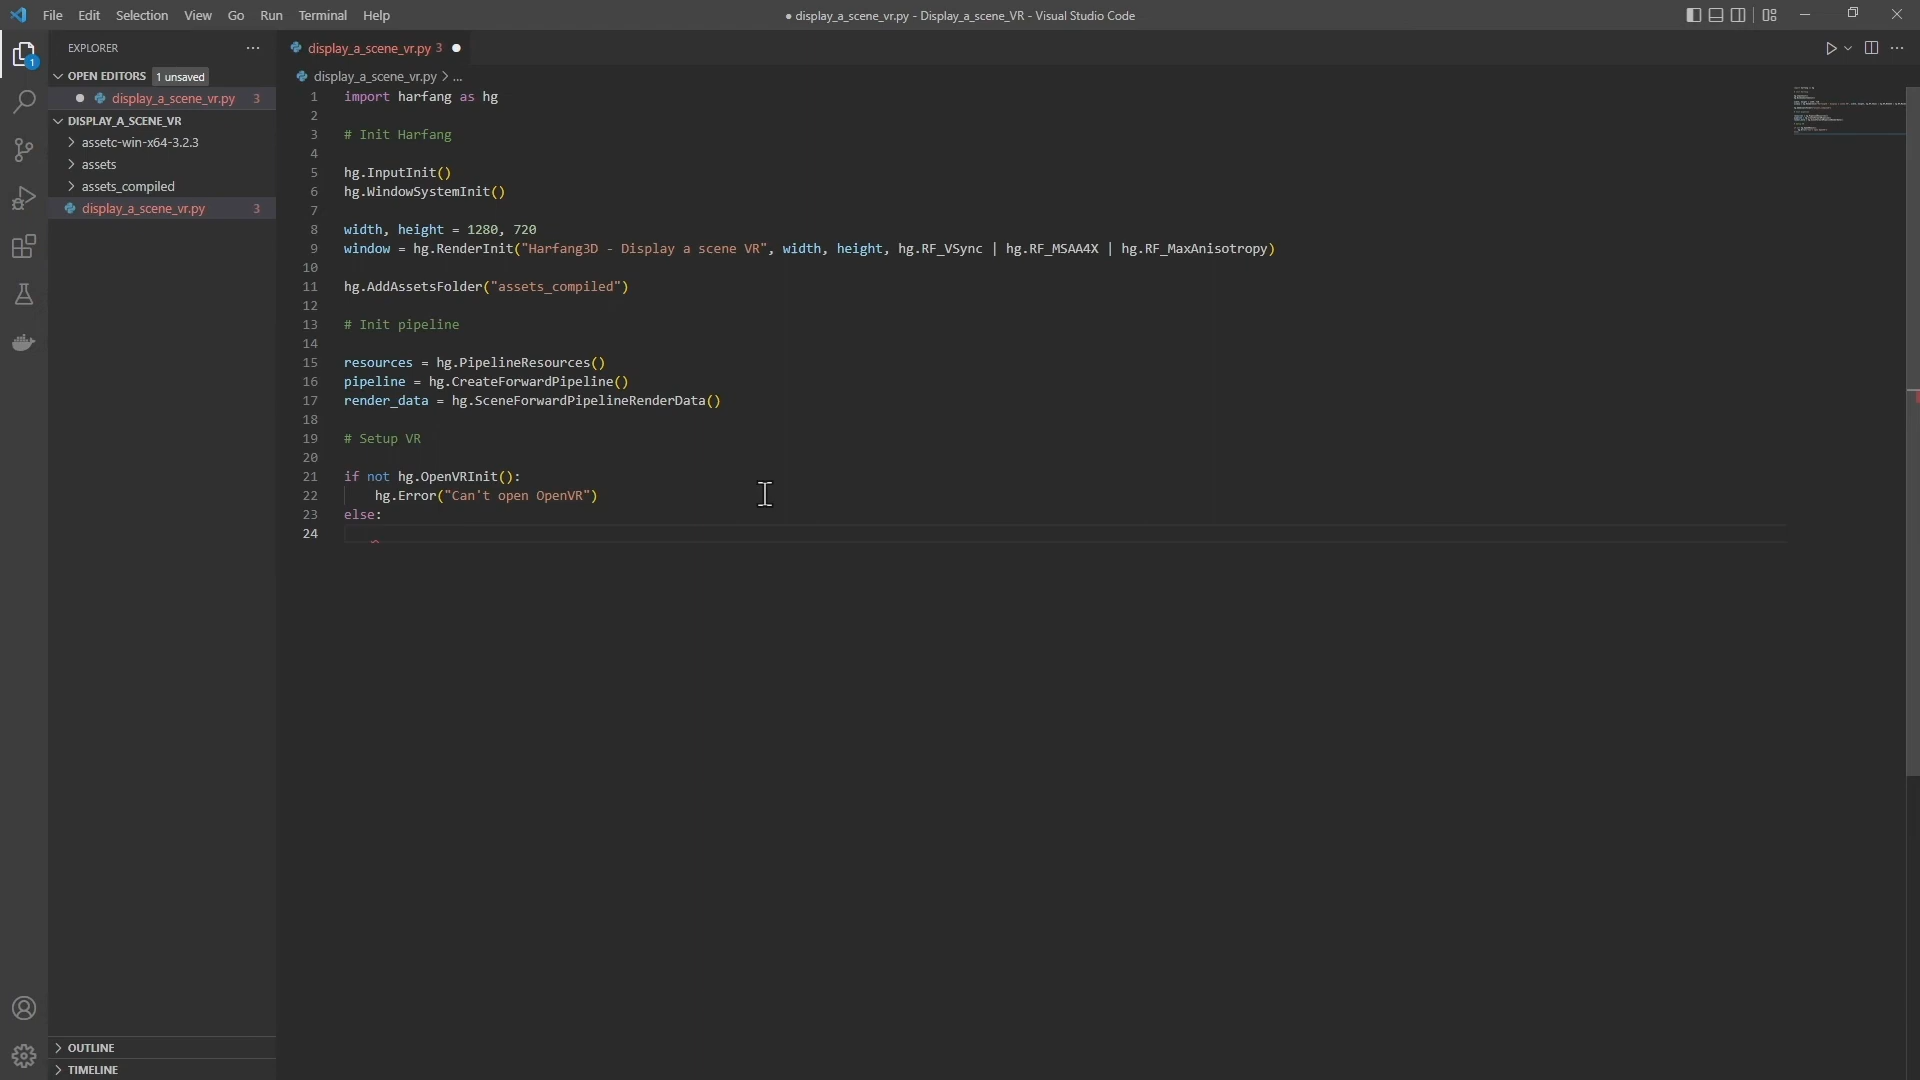 File Edit Selection View Go Run Terminal Help
● display_a_scene_vr.py - Display_a_scene_VR - Visual Studio Code
EXPLORER
OPEN EDITORS 1 unsaved
display_a_scene_vr.py 3
DISPLAY_A_SCENE_VR
assetc-win-x64-3.2.3
assets
assets_compiled
display_a_scene_vr.py 3
OUTLINE
TIMELINE
1
display_a_scene_vr.py 3
display_a_scene_vr.py > ...
1 import harfang as hg
2
3 # Init Harfang
4
5 hg.InputInit()
6 hg.WindowSystemInit()
7
8 width, height = 1280, 720
9 window = hg.RenderInit("Harfang3D - Display a scene VR", width, height, hg.RF_VSync | hg.RF_MSAA4X | hg.RF_MaxAnisotropy)
10
11 hg.AddAssetsFolder("assets_compiled")
12
13 # Init pipeline
14
15 resources = hg.PipelineResources()
16 pipeline = hg.CreateForwardPipeline()
17 render_data = hg.SceneForwardPipelineRenderData()
18
19 # Setup VR
20
21 if not hg.OpenVRInit():
22 hg.Error("Can't open OpenVR")
23 else:
24